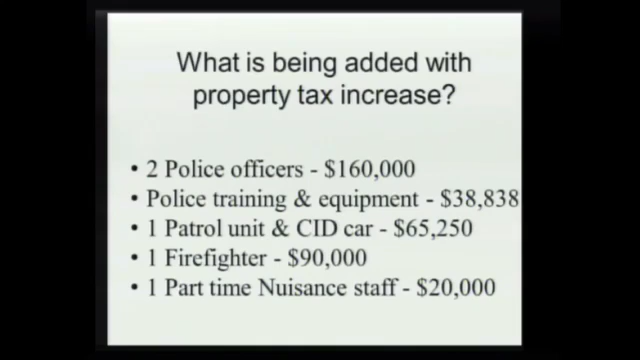 What is being added with
property tax increase?
• 2 Police officers - $160,000
• Police training & equipment - $38,838
• 1 Patrol unit & CID car - $65,250
• 1 Firefighter - $90,000
• 1 Part time Nuisance staff - $20,000